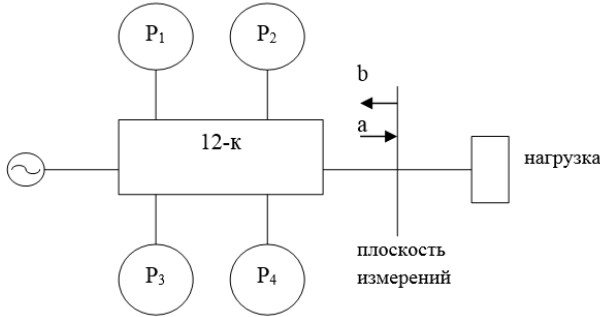 P1
P2
b
12-к
a
нагрузка
плоскость
измерений
P3
P4